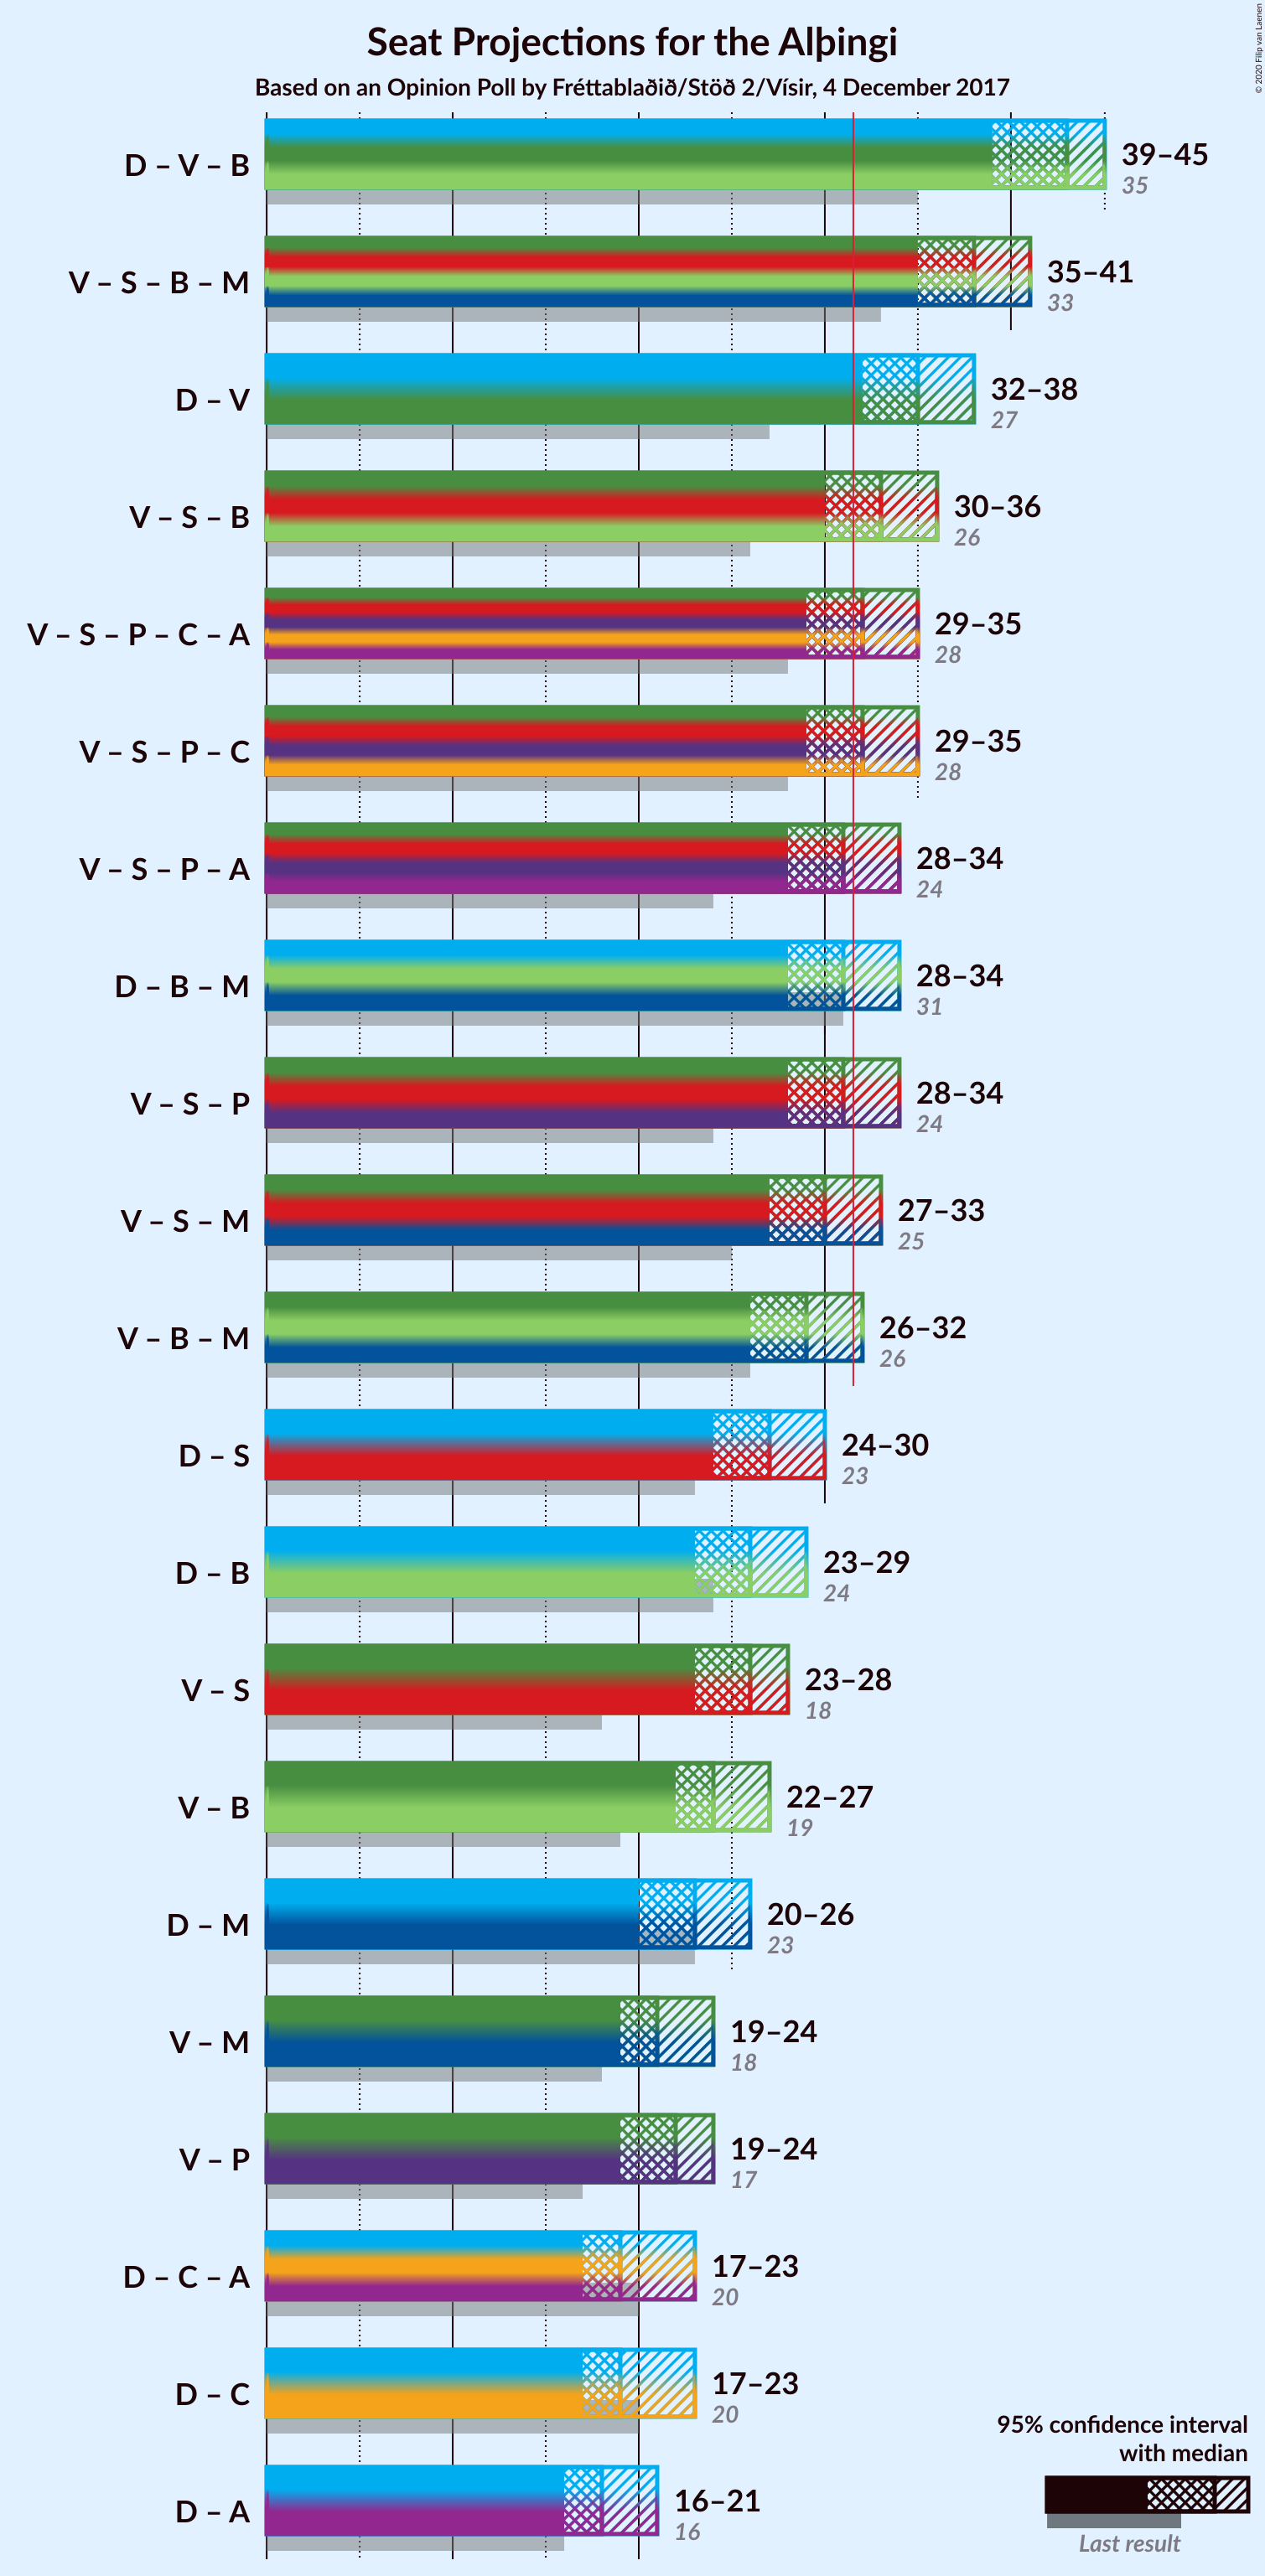 Seat Projections for the Alþingi
Based on an Opinion Poll by Fréttablaðið/Stöð 2/Vísir, 4 December 2017
© 2020 Filip van Laenen
D – V – B
39–45
35
V – S – B – M
35–41
33
D – V
32–38
27
V – S – B
30–36
26
V – S – P – C – A
29–35
28
V – S – P – C
29–35
28
V – S – P – A
28–34
24
D – B – M
28–34
31
V – S – P
28–34
24
V – S – M
27–33
25
V – B – M
26–32
26
D – S
24–30
23
D – B
23–29
24
V – S
23–28
18
V – B
22–27
19
D – M
20–26
23
V – M
19–24
18
V – P
19–24
17
D – C – A
17–23
20
D – C
17–23
20
D – A
16–21
16
95% confidence interval
with median
Last result